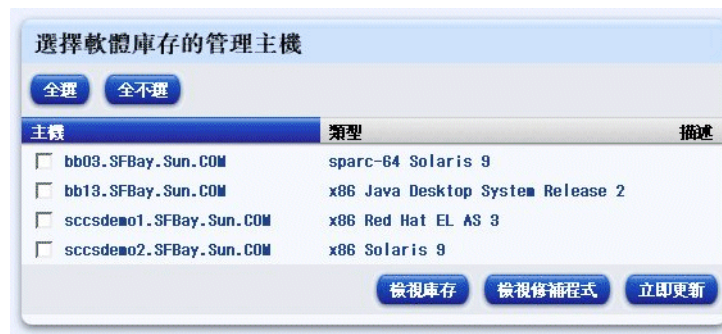 選擇軟體庫存的管理主機
全選 全不選
主機 類型 描述
bb03.SFBay.Sun.COM sparc-64 Solaris 9
bb13.SFBay.Sun.COM x86 Java Desktop System Release 2
sccsdemo1.SFBay.Sun.COM x86 Red Hat EL AS 3
sccsdemo2.SFBay.Sun.COM x86 Solaris 9
檢視庫存 檢視修補程式 立即更新